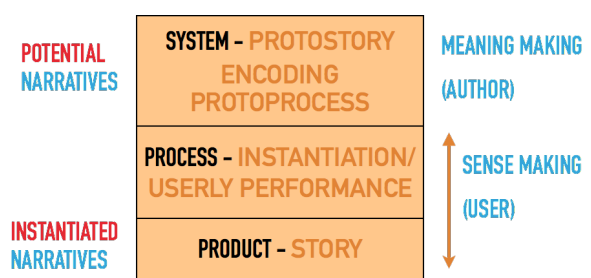 POTENTIAL
NARRATIVES
SYSTEM – PROTOSTORY
ENCODING
PROTOPROCESS
MEANING MAKING
(AUTHOR)
PROCESS – INSTANTIATION/
USERLY PERFORMANCE
SENSE MAKING
(USER)
INSTANTIATED
NARRATIVES
PRODUCT – STORY